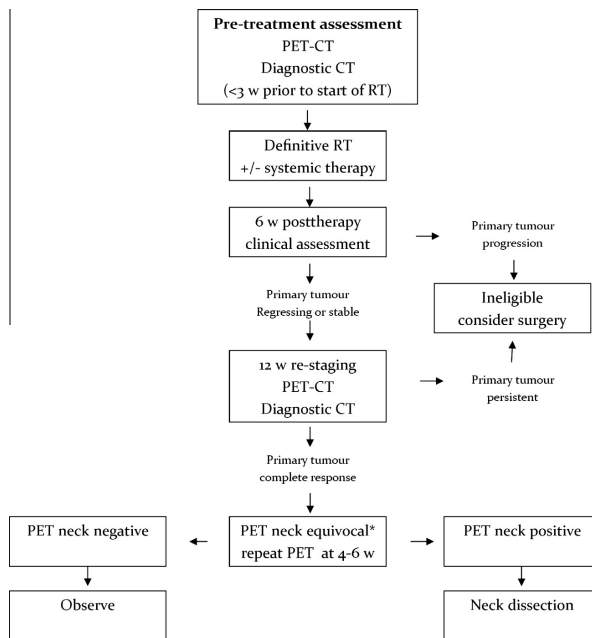 Pre-treatment assessment
PET-CT
Diagnostic CT
(<3 w prior to start of RT)
Definitive RT
+/- systemic therapy
6 w posttherapy
clinical assessment
Primary tumour
progression
Primary tumour
Regressing or stable
Ineligible
consider surgery
12 w re-staging
PET-CT
Diagnostic CT
Primary tumour
persistent
Primary tumour
complete response
PET neck negative
PET neck equivocal*
repeat PET at 4-6 w
PET neck positive
Observe
Neck dissection